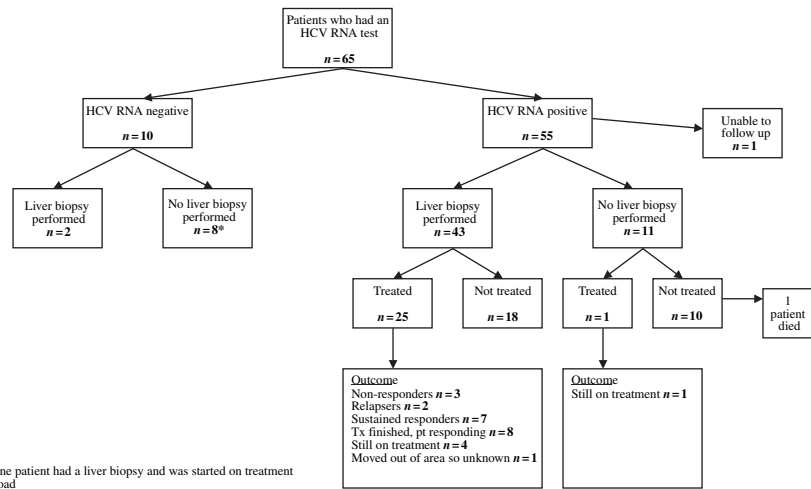 Patients who had an
HCV RNA test
n=65
HCV RNA negative
n=10
HCV RNA positive
n=55
Unable to
follow up
n=1
Liver biopsy
performed
n=2
No liver biopsy
performed
n=8*
Liver biopsy
performed
n=43
No liver biopsy
performed
n=11
Treated
n=25
Not treated
n=18
Treated
n=1
Not treated
n=10
1
patient
died
Outcome
Non-responders n=3
Relapsers n=2
Sustained responders n=7
Tx finished, pt responding n=8
Still on treatment n=4
Moved out of area so unknown n=1
Outcome
Still on treatment n=1
patient had a liver biopsy and was started on treatment